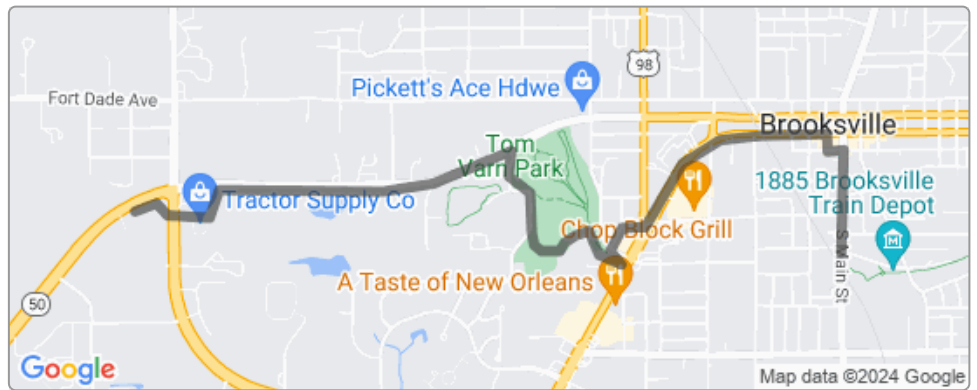 98
Pickett's Ace Hdwe
Fort Dade Ave
Brooksville
Tom
Varn Park
1885 Brooksville
Train Depot
Tractor Supply Co
Chop Block Grill
S Main St
A Taste of New Orleans
50
Google
Map data ©2024 Google